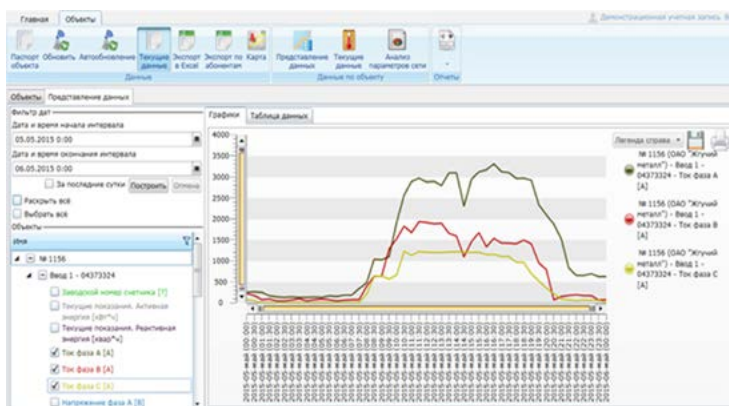 Главная Объекты
Демонстрационная учетная запись.
Паспорт объекта Обновить Автообновление Текущие данные Экспорт в Excel Экспорт по абонентам Карта Представление данных Текущие данные Анализ параметров сети
Данные Данные по объекту Отчеты
Объекты Представление данных
Фильтр дат
Дата и время начала интервала
05.05.2015 0:00
Дата и время окончания интервала
06.05.2015 0:00
За последние сутки Построить Отмена
Раскрыть всё
Выбрать всё
Объекты
Имя
№ 1156
Ввод 1 - 04373324
Заводской номер счетчика [?]
Текущие показания. Активная
энергия [кВт*ч]
Текущие показания. Реактивная
энергия [квар*ч]
Ток фаза A [A]
Ток фаза B [A]
Ток фаза C [A]
Напряжение фаза A [B]
Графики Таблица данных
4000
3500
3000
2500
2000
1500
1000
500
0
Легенда справа
№ 1156 (ОАО "Жгучий
металл") - Ввод 1 -
04373324 - Ток фаза A
[A]
№ 1156 (ОАО "Жгучий
металл") - Ввод 1 -
04373324 - Ток фаза B
[A]
№ 1156 (ОАО "Жгучий
металл") - Ввод 1 -
04373324 - Ток фаза C
[A]